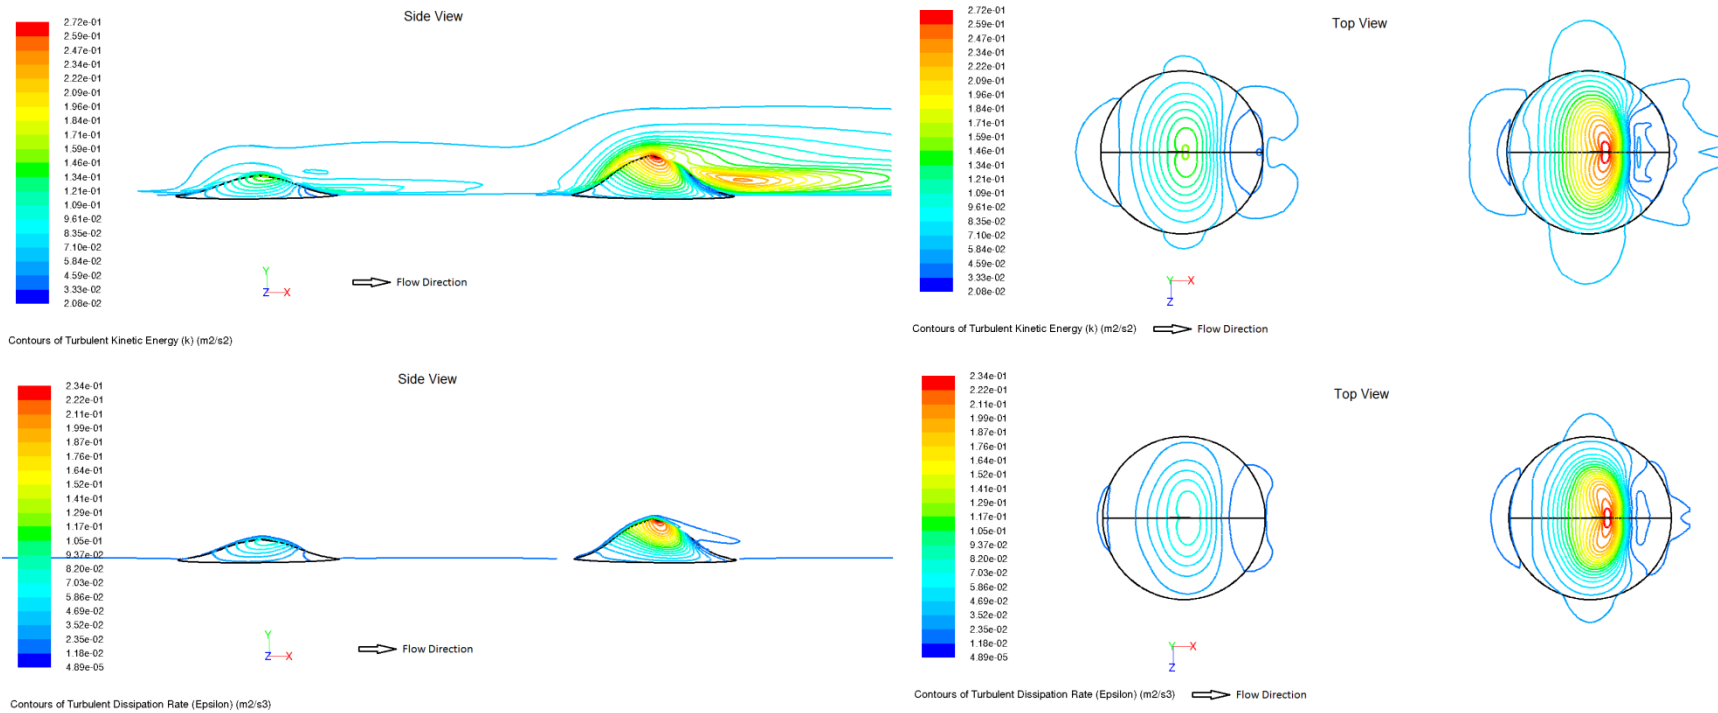 Side View
2.72e-01
2.59e-01
2.47e-01
2.34e-01
2.22e-01
2.09e-01
1.96e-01
1.84e-01
1.71e-01
1.59e-01
1.46e-01
1.34e-01
1.21e-01
1.09e-01
9.61e-02
8.35e-02
7.10e-02
5.84e-02
4.59e-02
3.33e-02
2.08e-02
Y
Z X
Flow Direction
Contours of Turbulent Kinetic Energy (k) (m2/s2)
Top View
2.72e-01
2.59e-01
2.47e-01
2.34e-01
2.22e-01
2.09e-01
1.96e-01
1.84e-01
1.71e-01
1.59e-01
1.46e-01
1.34e-01
1.21e-01
1.09e-01
9.61e-02
8.35e-02
7.10e-02
5.84e-02
4.59e-02
3.33e-02
2.08e-02
Y X
Z
Contours of Turbulent Kinetic Energy (k) (m2/s2) Flow Direction
Side View
2.34e-01
2.22e-01
2.11e-01
1.99e-01
1.87e-01
1.76e-01
1.64e-01
1.52e-01
1.41e-01
1.29e-01
1.17e-01
1.05e-01
9.37e-02
8.20e-02
7.03e-02
5.86e-02
4.69e-02
3.52e-02
2.35e-02
1.18e-02
4.89e-05
Y
Z X
Flow Direction
Contours of Turbulent Dissipation Rate (Epsilon) (m2/s3)
Top View
2.34e-01
2.22e-01
2.11e-01
1.99e-01
1.87e-01
1.76e-01
1.64e-01
1.52e-01
1.41e-01
1.29e-01
1.17e-01
1.05e-01
9.37e-02
8.20e-02
7.03e-02
5.86e-02
4.69e-02
3.52e-02
2.35e-02
1.18e-02
4.89e-05
Y X
Z
Contours of Turbulent Dissipation Rate (Epsilon) (m2/s3) Flow Direction